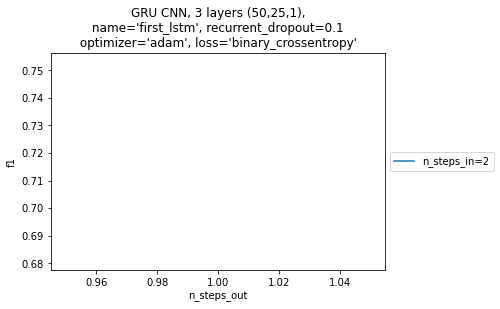 GRU CNN, 3 layers (50,25,1),
name='first_lstm', recurrent_dropout=0.1
optimizer='adam', loss='binary_crossentropy'
0.75
0.74
0.73
0.72
0.71
0.70
0.69
0.68
f1
n_steps_in=2
0.96 0.98 1.00 1.02 1.04
n_steps_out